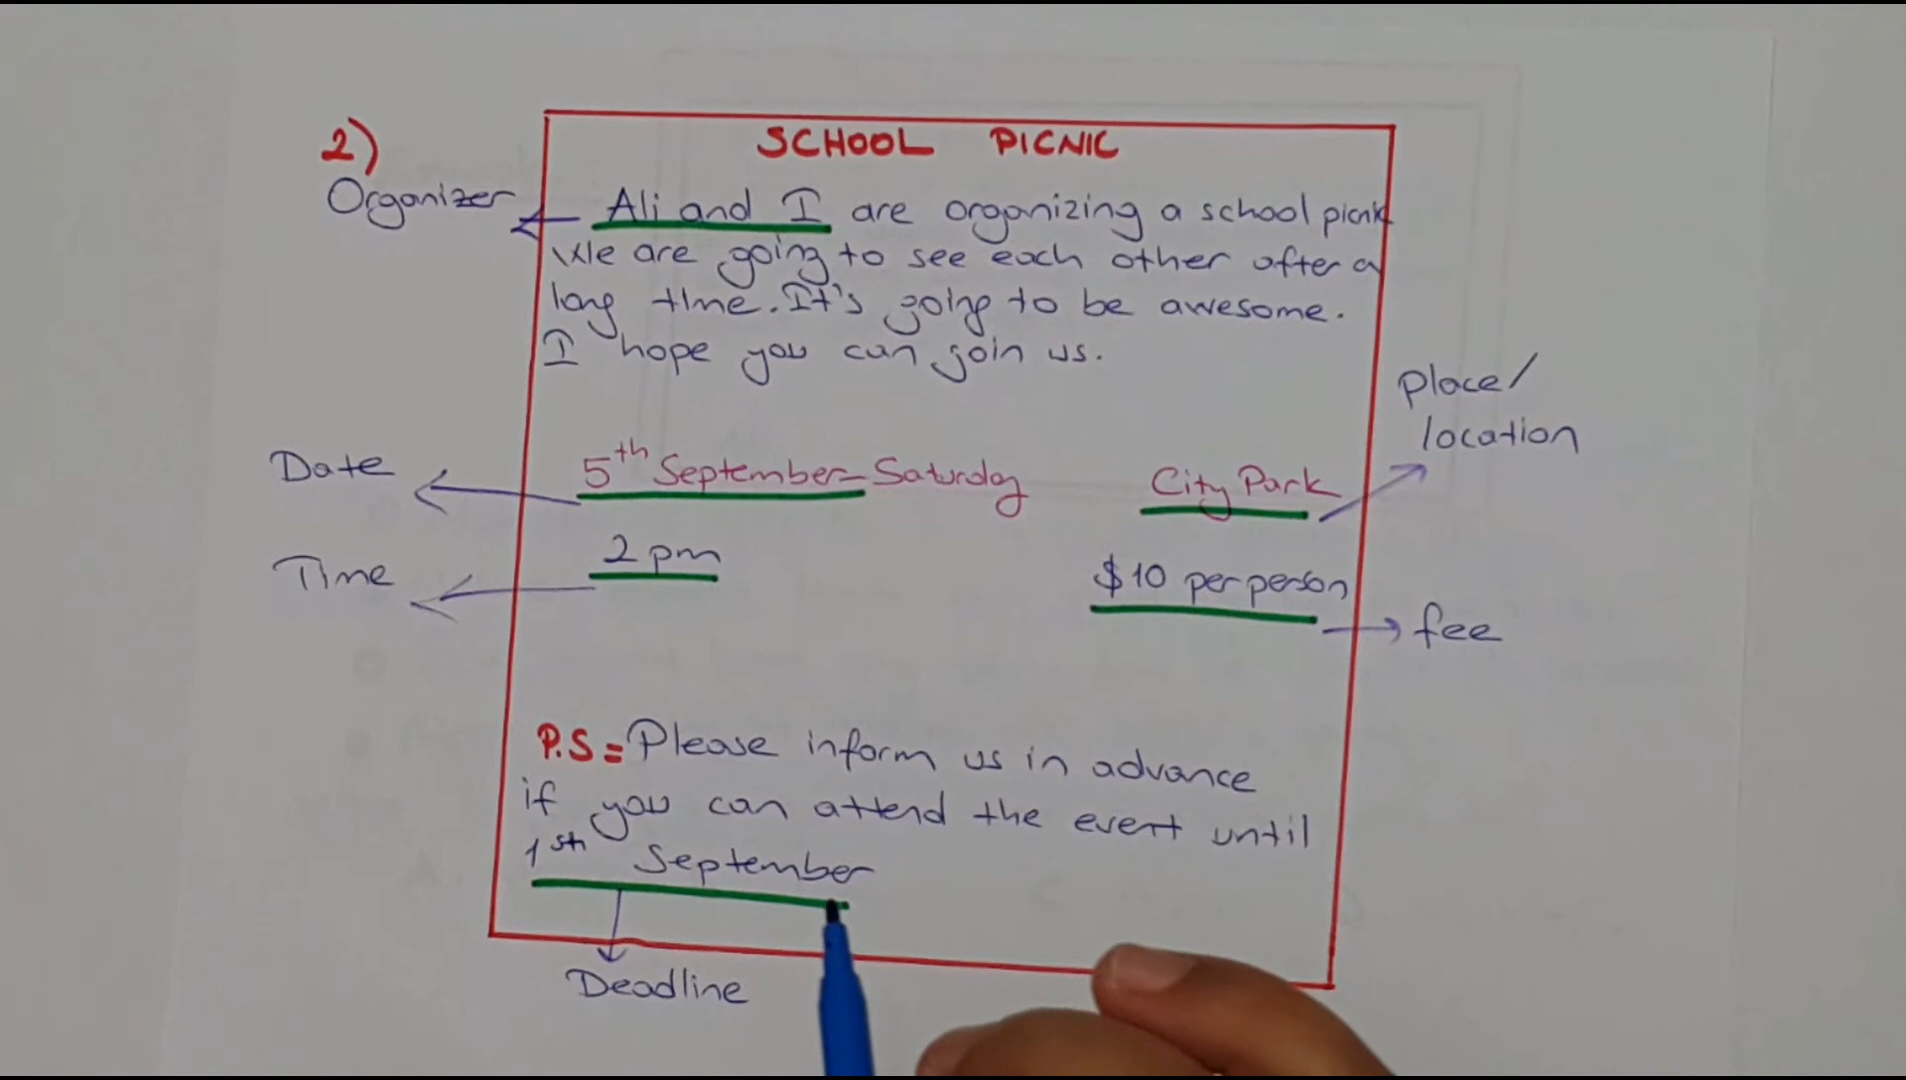 2)
SCHOOL PICNIC
Organizer
Ali and I are organizing a school picnic
We are going to see each other after a
long time. It's going to be awesome.
I hope you can join us.
Place/
location
Date
5th September - Saturday
City Park
Time
2 pm
$10 per person
fee
P.S = Please inform us in advance
if you can attend the event until
1st September
Deadline